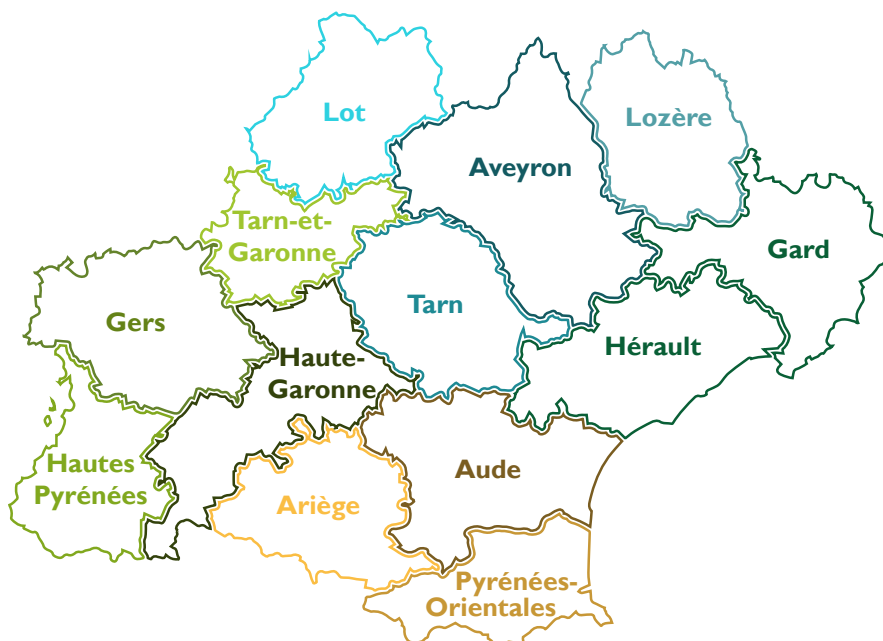 Lot
Lozère
Aveyron
Tarn-et-
Garonne
Gard
Tarn
Gers
Hérault
Haute-
Garonne
Hautes
Pyrénées
Aude
Ariège
Pyrénées-
Orientales